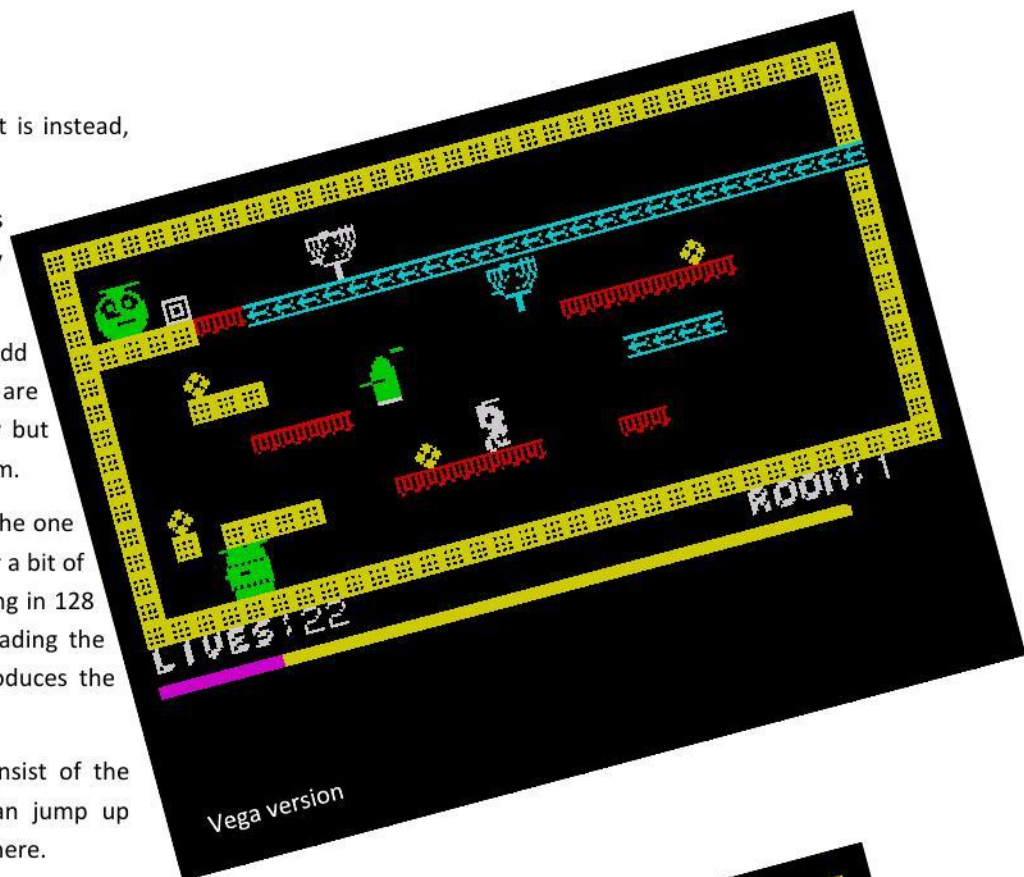 t is instead,
s
dd
are
but
m.
he one
a bit of
ng in 128
ading the
oduces the
nsist of the
an jump up
here.
ROOM: 1
LIVES: 22
Vega version